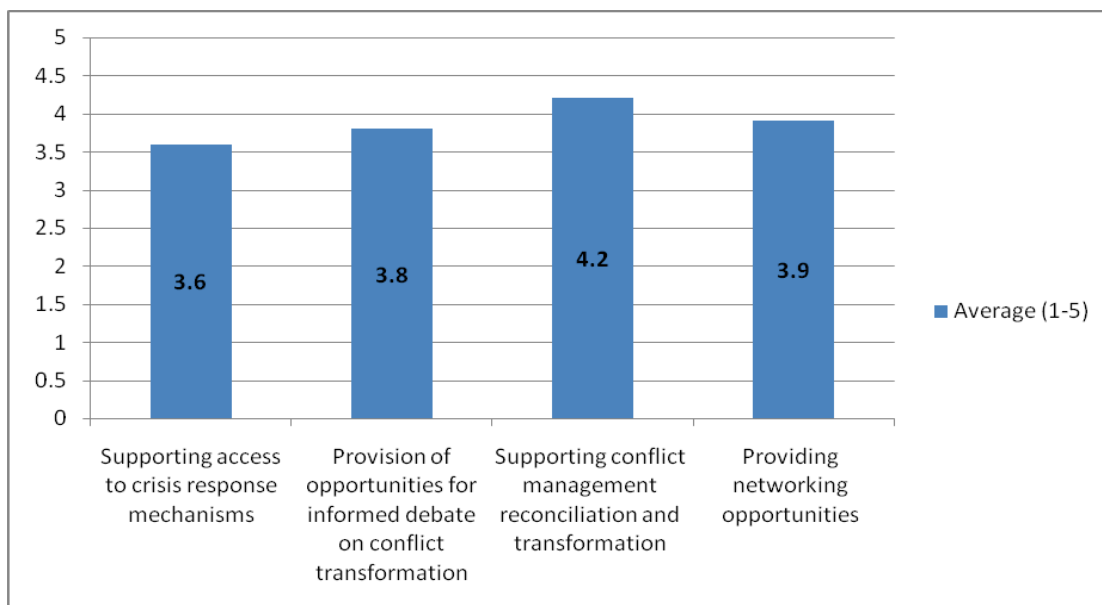 5
4.5
4
3.5
3
2.5
2
1.5
1
0.5
0
3.6
3.8
4.2
3.9
Average (1-5)
Supporting access
to crisis response
mechanisms
Provision of
opportunities for
informed debate
on conflict
transformation
Supporting conflict
management
reconciliation and
transformation
Providing
networking
opportunities